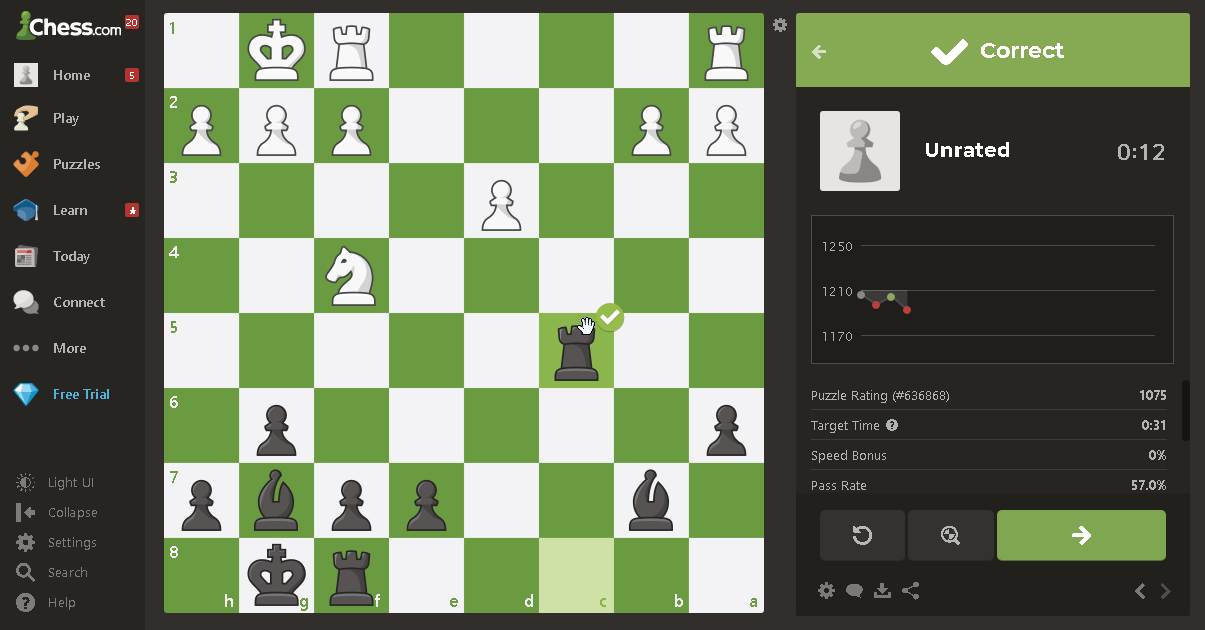 Chess.com 20
Home 5
Play
Puzzles
Learn
Today
Connect
More
Free Trial
Light UI
Collapse
Settings
Search
Help
1
2
3
4
5
6
7
8
h g f e d c b a
Correct
Unrated 0:12
1250
1210
1170
Puzzle Rating (#636868) 1075
Target Time ? 0:31
Speed Bonus 0%
Pass Rate 57.0%